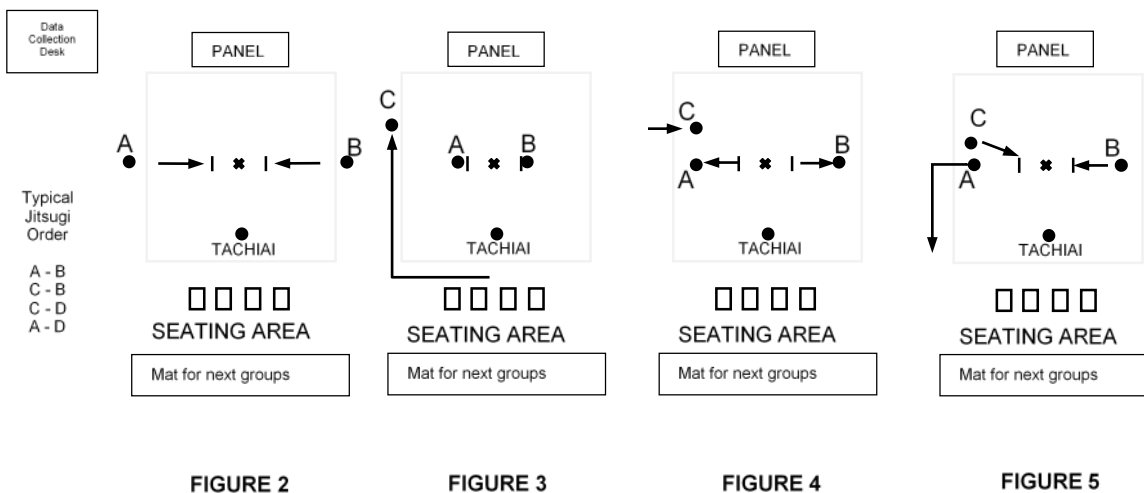 Data
Collection
Desk
Typical
Jitsugi
Order
A - B
C - B
C - D
A - D
PANEL
A
B
TACHIAI
SEATING AREA
Mat for next groups
FIGURE 2
PANEL
C
A
B
TACHIAI
SEATING AREA
Mat for next groups
FIGURE 3
PANEL
C
A
B
TACHIAI
SEATING AREA
Mat for next groups
FIGURE 4
PANEL
C
A
B
TACHIAI
SEATING AREA
Mat for next groups
FIGURE 5